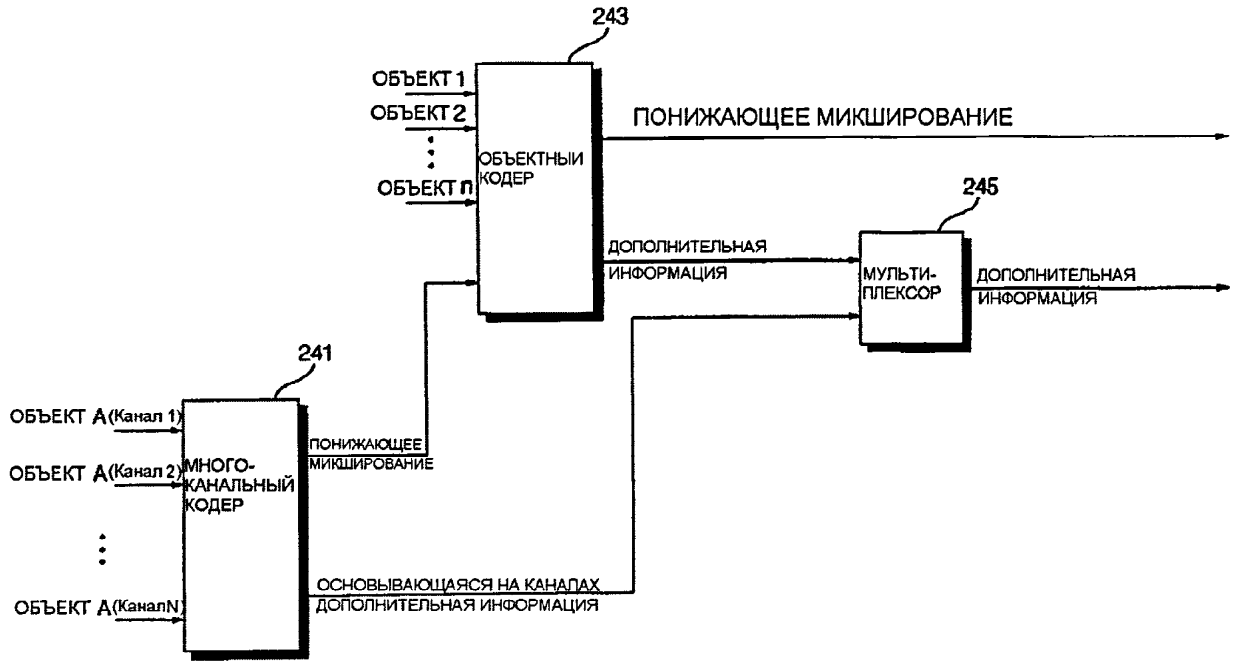 243
ОБЪЕКТ 1
ОБЪЕКТ 2
ОБЪЕКТ n
ОБЪЕКТНЫЙ
КОДЕР
ПОНИЖАЮЩЕЕ МИКШИРОВАНИЕ
245
ДОПОЛНИТЕЛЬНАЯ
ИНФОРМАЦИЯ
МУЛЬТИ-
ПЛЕКСОР
ДОПОЛНИТЕЛЬНАЯ
ИНФОРМАЦИЯ
241
ОБЪЕКТ А (Канал 1)
ОБЪЕКТ А (Канал 2)
ОБЪЕКТ А (Канал N)
МНОГО-
КАНАЛЬНЫЙ
КОДЕР
ПОНИЖАЮЩЕЕ
МИКШИРОВАНИЕ
ОСНОВЫВАЮЩАЯСЯ НА КАНАЛАХ
ДОПОЛНИТЕЛЬНАЯ ИНФОРМАЦИЯ